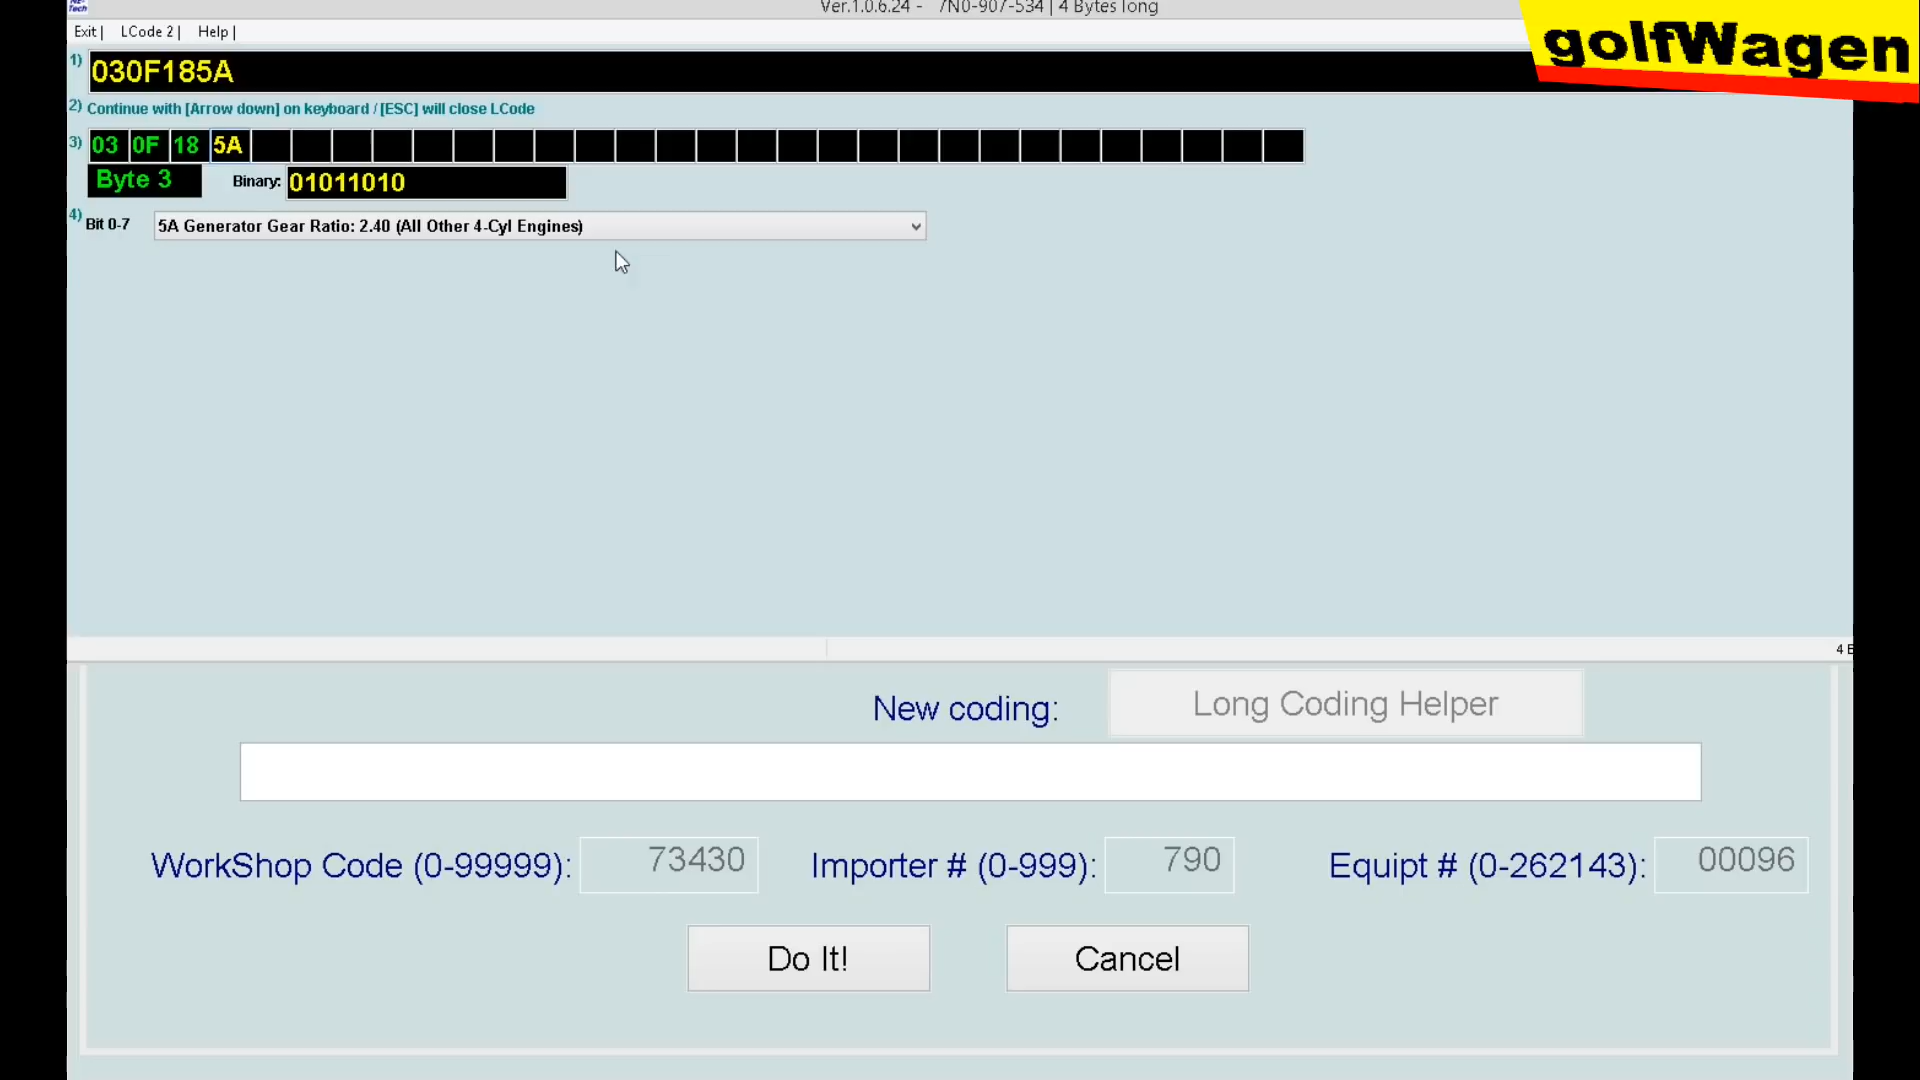 Ver.1.0.6.24 - 7N0-907-534 | 4 Bytes long
golfWagen
Exit | LCode 2 | Help |
1) 030F185A
2) Continue with [Arrow down] on keyboard / [ESC] will close LCode
3) 03 0F 18 5A
Byte 3 Binary: 01011010
4) Bit 0-7 5A Generator Gear Ratio: 2.40 (All Other 4-Cyl Engines)
New coding: Long Coding Helper
WorkShop Code (0-99999): 73430 Importer # (0-999): 790 Equipt # (0-262143): 00096
Do It! Cancel